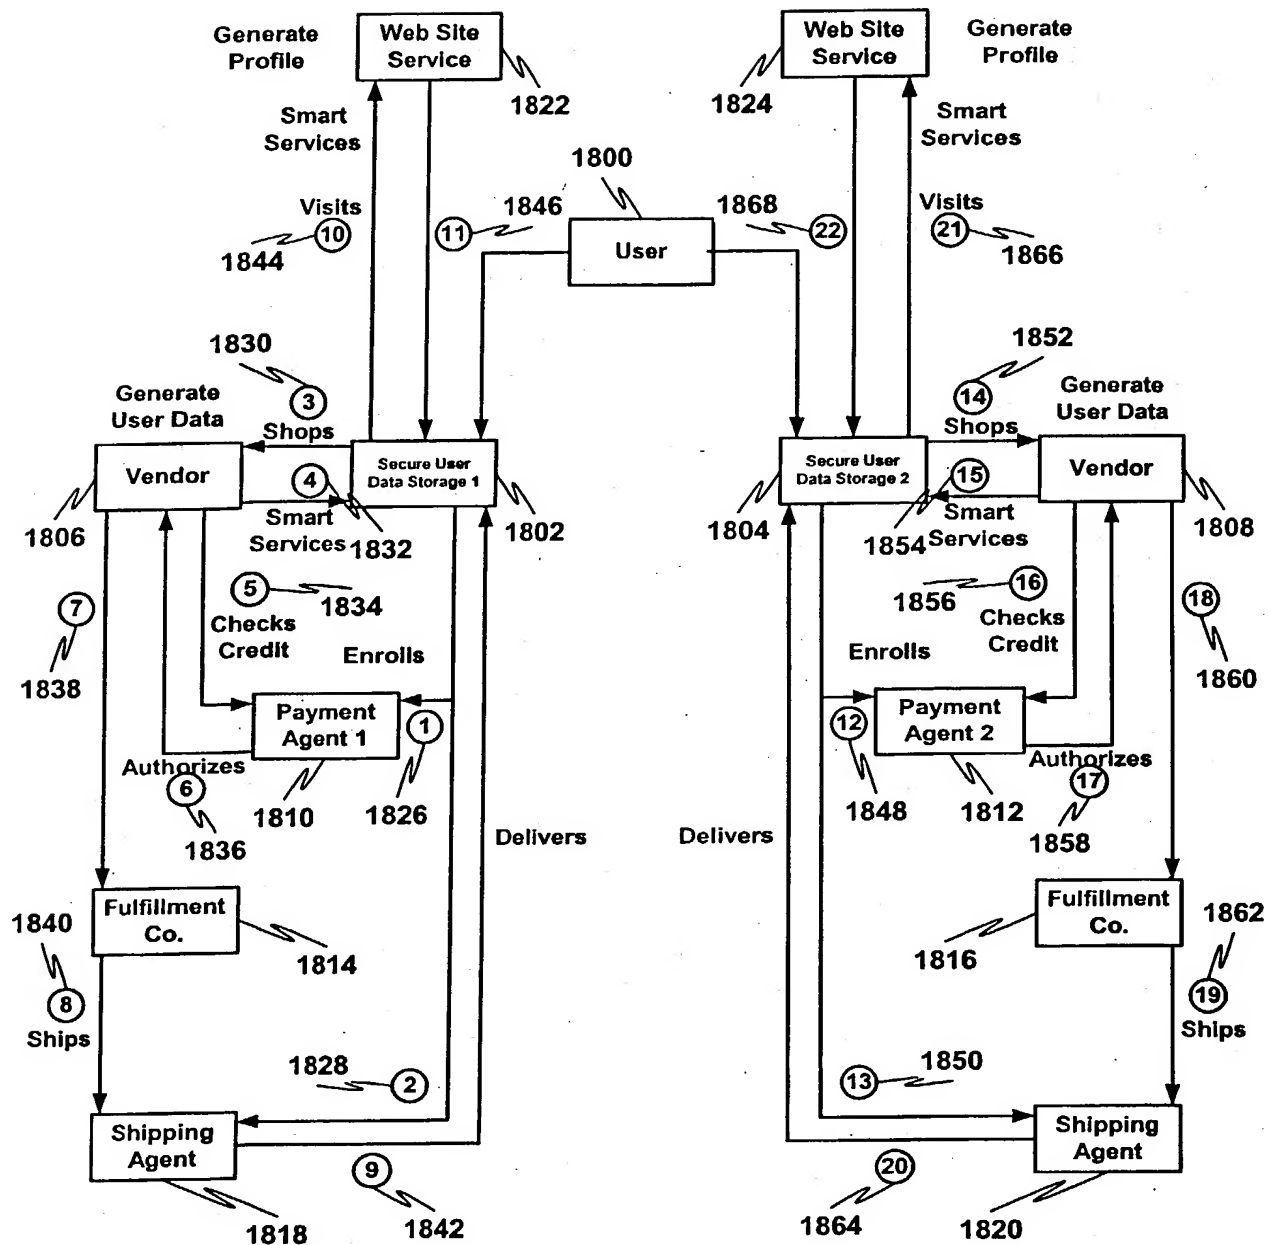 Generate
Profile
Web Site
Service
1822
Smart
Services
Visits
10
1844
11
1846
1800
User
Web Site
Service
1824
Generate
Profile
Smart
Services
1868
22
Visits
21
1866
1830
3
Generate
User Data
Shops
Vendor
1806
4
Smart
Services
1832
Secure User
Data Storage 1
1802
5
1834
Checks
Credit
7
1838
Enrolls
Payment
Agent 1
1
1826
1810
Authorizes
6
1836
Delivers
Fulfillment
Co.
1814
1840
8
Ships
1828
2
Shipping
Agent
1818
9
1842
1852
14
Generate
User Data
Shops
Secure User
Data Storage 2
1804
15
Smart
Services
1854
Vendor
1808
1856
16
Checks
Credit
18
1860
Enrolls
Payment
Agent 2
12
1848
1812
Authorizes
17
1858
Delivers
Fulfillment
Co.
1816
1862
19
Ships
1850
13
Shipping
Agent
1820
20
1864